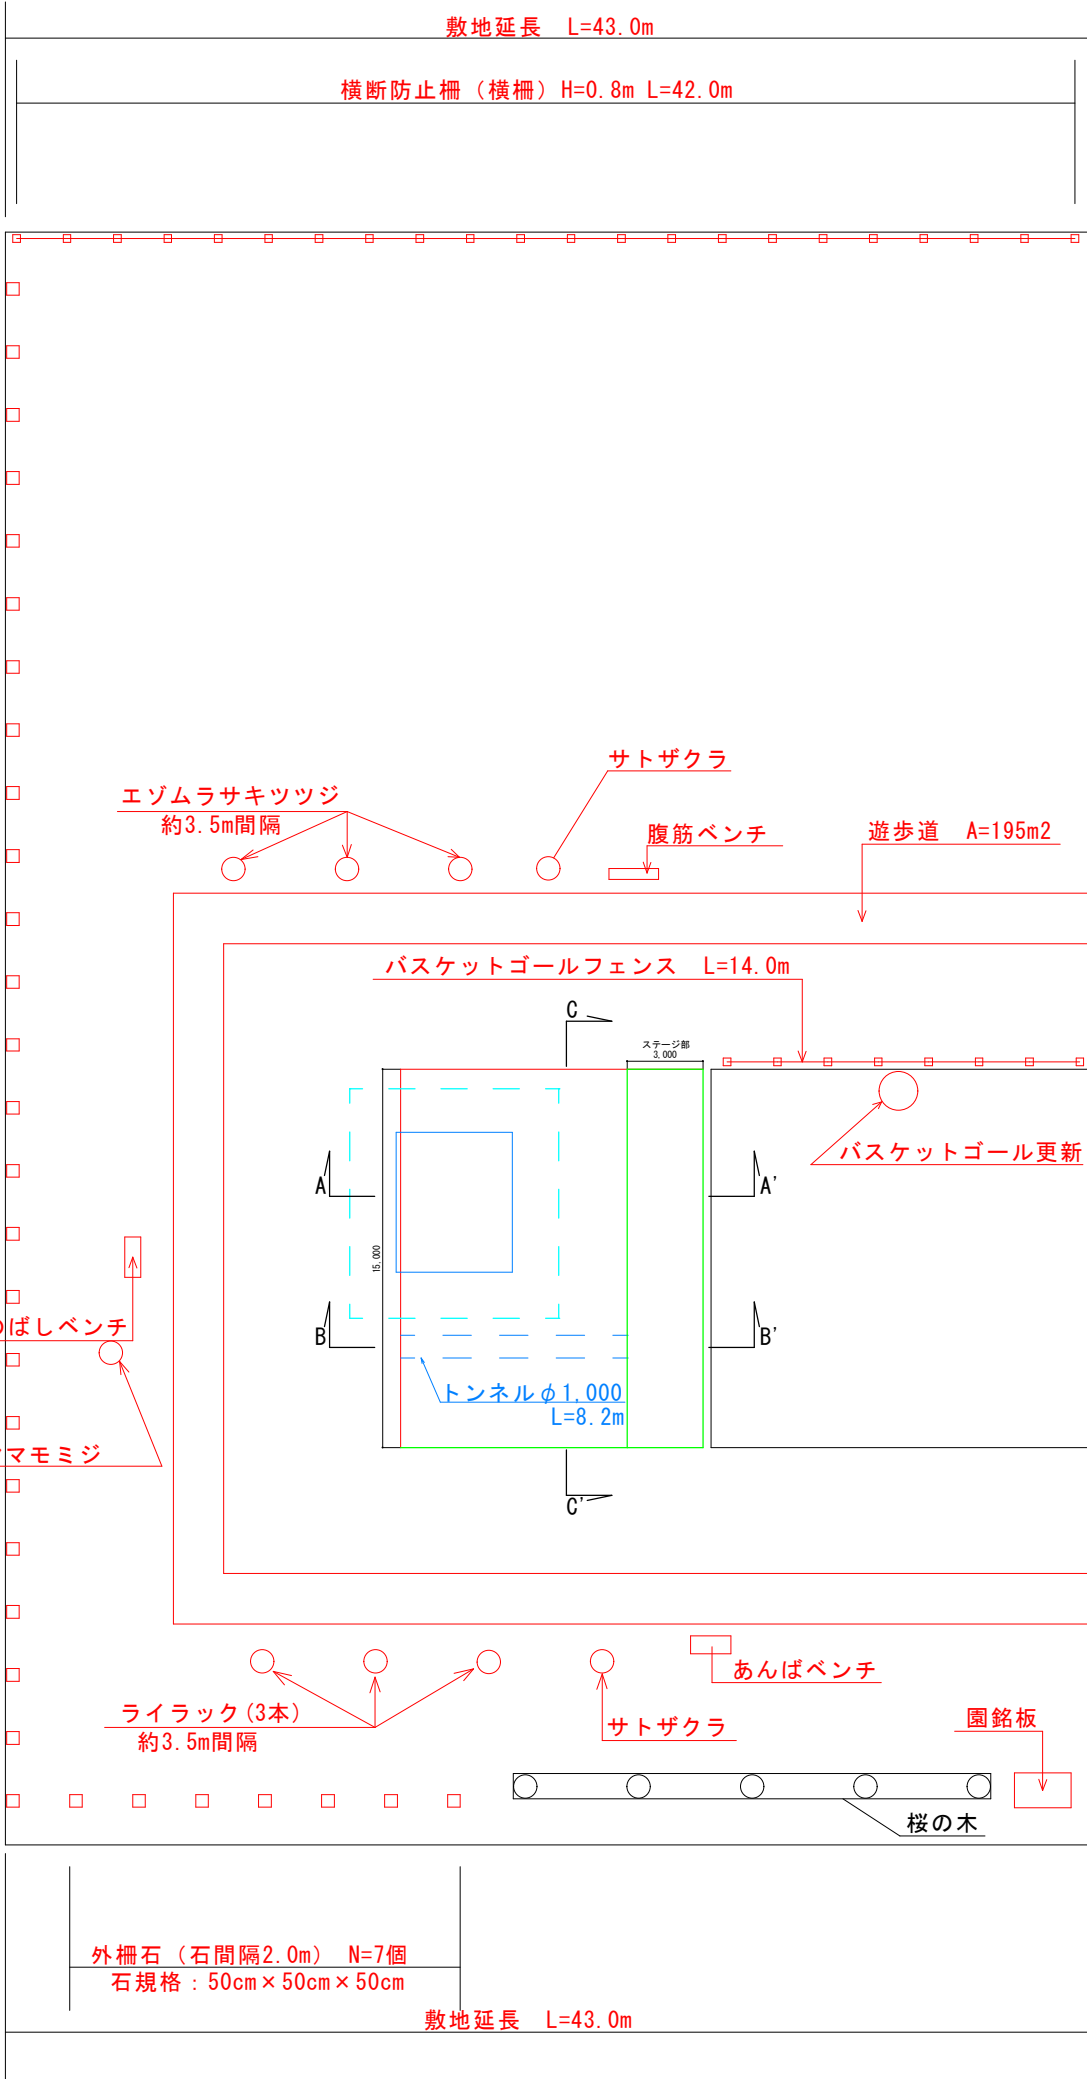 敷地延長　L=43.0m
横断防止柵（横柵）H=0.8m L=42.0m
サトザクラ
エゾムラサキツツジ
約3.5m間隔
腹筋ベンチ
遊歩道　A=195m2
バスケットゴールフェンス　L=14.0m
C
ステージ部
3,000
バスケットゴール更新
A
A'
15,000
B
B'
のばしベンチ
トンネルφ1,000
L=8.2m
マモミジ
C'
あんばベンチ
ライラック(3本)
約3.5m間隔
サトザクラ
園銘板
桜の木
外柵石（石間隔2.0m）　N=7個
石規格：50cm×50cm×50cm
敷地延長　L=43.0m